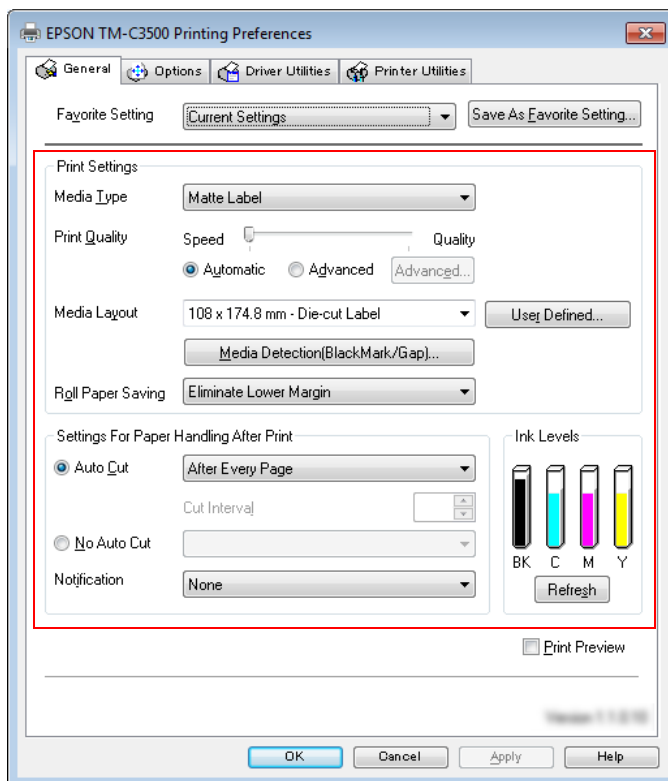 EPSON TM-C3500 Printing Preferences
General Options Driver Utilities Printer Utilities
Favorite Setting Current Settings Save As Favorite Setting...
Print Settings
Media Type Matte Label
Print Quality Speed Quality
Automatic Advanced Advanced...
Media Layout 108 x 174.8 mm - Die-cut Label User Defined...
Media Detection(BlackMark/Gap)...
Roll Paper Saving Eliminate Lower Margin
Settings For Paper Handling After Print
Auto Cut After Every Page
Cut Interval
No Auto Cut
Notification None
Ink Levels
BK C M Y
Refresh
Print Preview
OK Cancel Apply Help